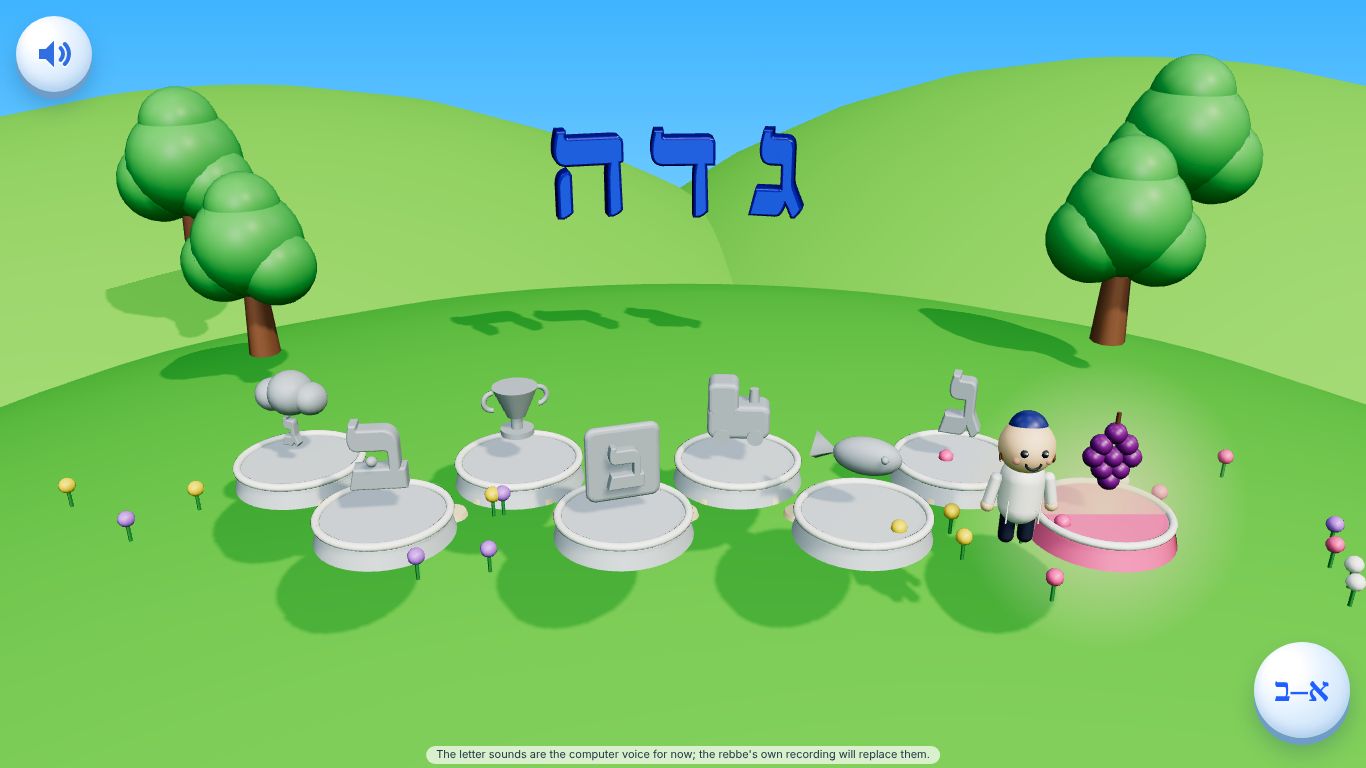 ג ד ה
ג
ב
א–ב
The letter sounds are the computer voice for now; the rebbe's own recording will replace them.